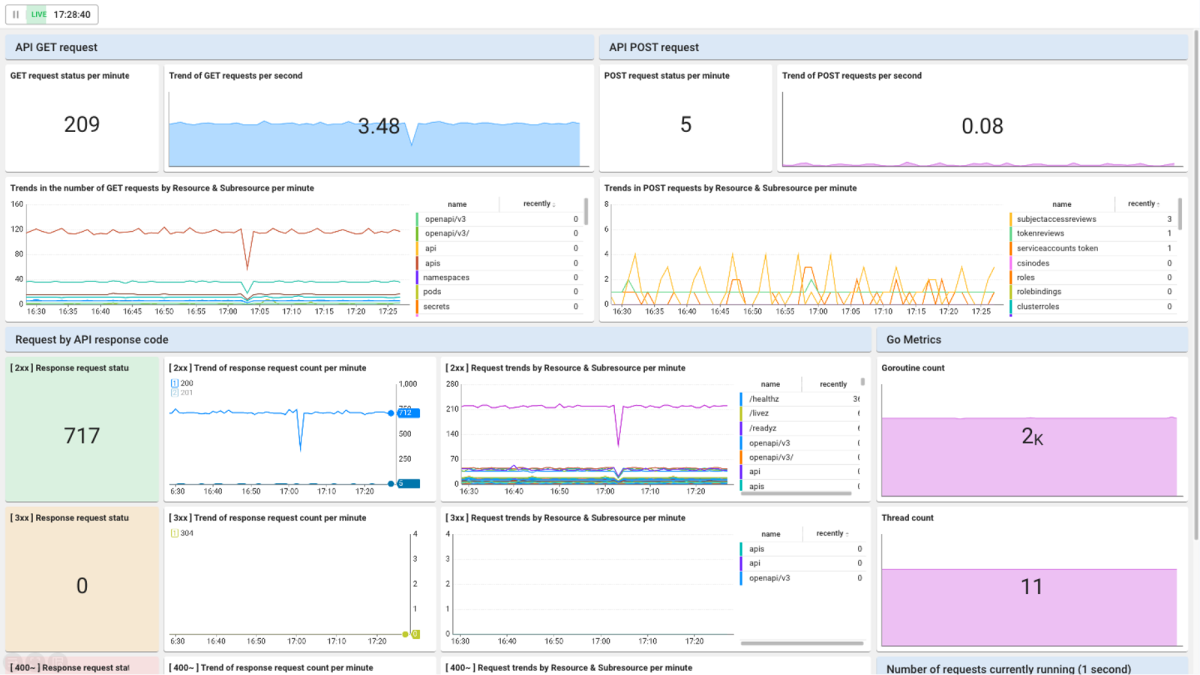 LIVE 17:28:40
API GET request
API POST request
GET request status per minute
209
Trend of GET requests per second
3.48
POST request status per minute
5
Trend of POST requests per second
0.08
Trends in the number of GET requests by Resource & Subresource per minute
160
120
80
40
0
16:30 16:35 16:40 16:45 16:50 16:55 17:00 17:05 17:10 17:15 17:20 17:25
name recently ↓
openapi/v3 0
openapi/v3/ 0
api 0
apis 0
namespaces 0
pods 0
secrets 0
Trends in POST requests by Resource & Subresource per minute
8
6
4
2
0
16:30 16:35 16:40 16:45 16:50 16:55 17:00 17:05 17:10 17:15 17:20 17:25
name recently ↑
subjectaccessreviews 3
tokenreviews 1
serviceaccounts token 1
csinodes 0
roles 0
rolebindings 0
clusterroles 0
Request by API response code
Go Metrics
[ 2xx ] Response request statu
717
[ 2xx ] Trend of response request count per minute
[1] 200
[2] 201
1,000
712
500
250
5
6:30 16:40 16:50 17:00 17:10 17:20
[ 2xx ] Request trends by Resource & Subresource per minute
280
210
140
70
0
16:30 16:40 16:50 17:00 17:10 17:20
name recently
/healthz 36
/livez
/readyz
openapi/v3
openapi/v3/
api
apis
Goroutine count
2K
[ 3xx ] Response request statu
0
[ 3xx ] Trend of response request count per minute
[1] 304
4
3
2
1
0
6:30 16:40 16:50 17:00 17:10 17:20
[ 3xx ] Request trends by Resource & Subresource per minute
4
3
2
1
0
16:30 16:40 16:50 17:00 17:10 17:20
name recently ↑
apis 0
api 0
openapi/v3 0
Thread count
11
[ 400~ ] Response request stat
[ 400~ ] Trend of response request count per minute
[ 400~ ] Request trends by Resource & Subresource per minute
Number of requests currently running (1 second)